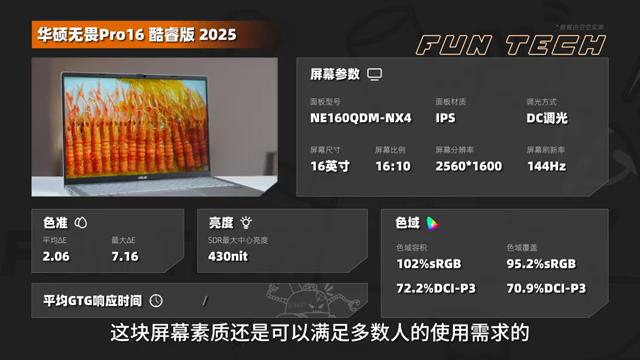 华硕无畏Pro16 酷睿版 2025
*数据由空空实测
FUN TECH
屏幕参数
面板型号 面板材质 调光方式
NE160QDM-NX4 IPS DC调光
屏幕尺寸 屏幕比例 屏幕分辨率 屏幕刷新率
16英寸 16:10 2560*1600 144Hz
色准
平均ΔE 最大ΔE
2.06 7.16
亮度
SDR最大中心亮度
430nit
色域
色域容积 色域覆盖
102%sRGB 95.2%sRGB
72.2%DCI-P3 70.9%DCI-P3
平均GTG响应时间 /
这块屏幕素质还是可以满足多数人的使用需求的